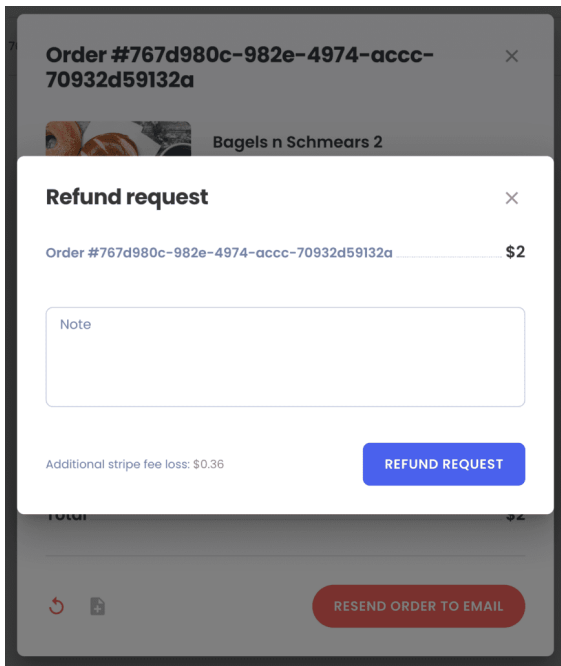 Order #767d980c-982e-4974-accc-
70932d59132a
Bagels n Schmears 2
Refund request
Order #767d980c-982e-4974-accc-70932d59132a $2
Note
Additional stripe fee loss: $0.36
REFUND REQUEST
Total $2
RESEND ORDER TO EMAIL